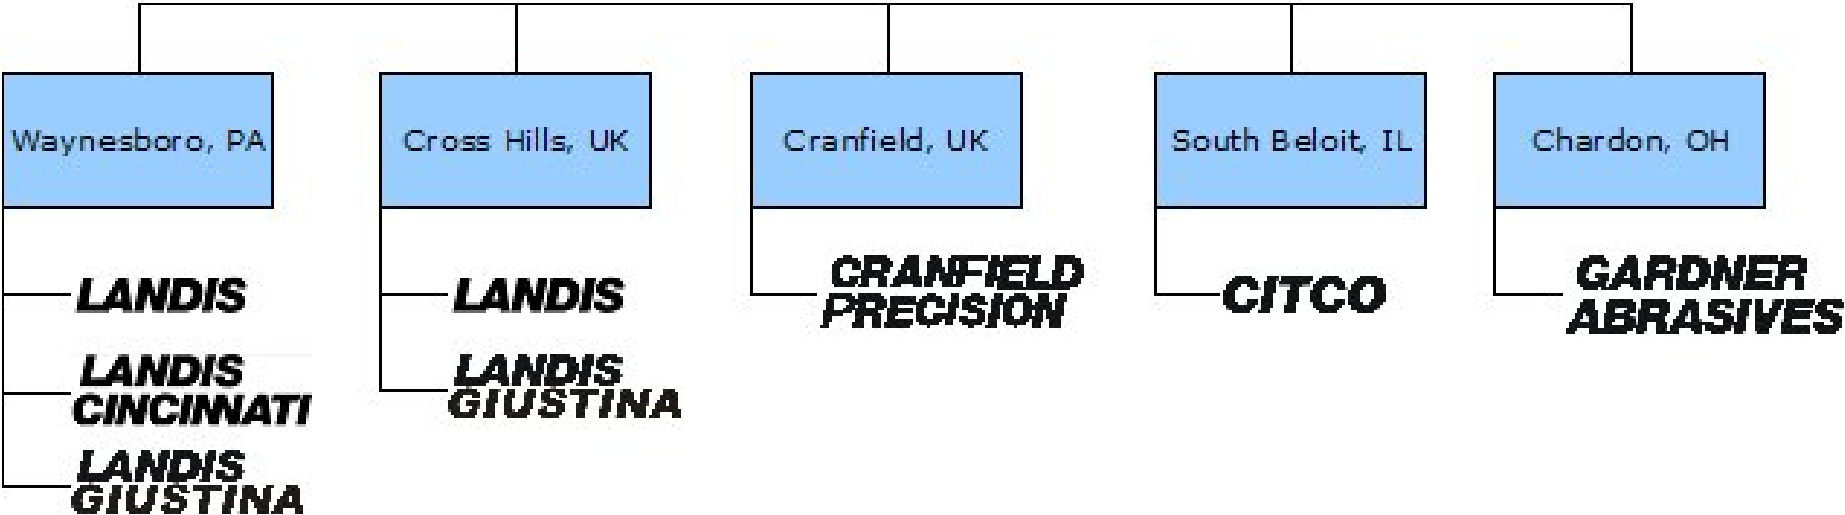 Waynesboro, PA
Cross Hills, UK
Cranfield, UK
South Beloit, IL
Chardon, OH
LANDIS
LANDIS
CINCINNATI
LANDIS
GIUSTINA
LANDIS
LANDIS
GIUSTINA
CRANFIELD
PRECISION
CITCO
GARDNER
ABRASIVES